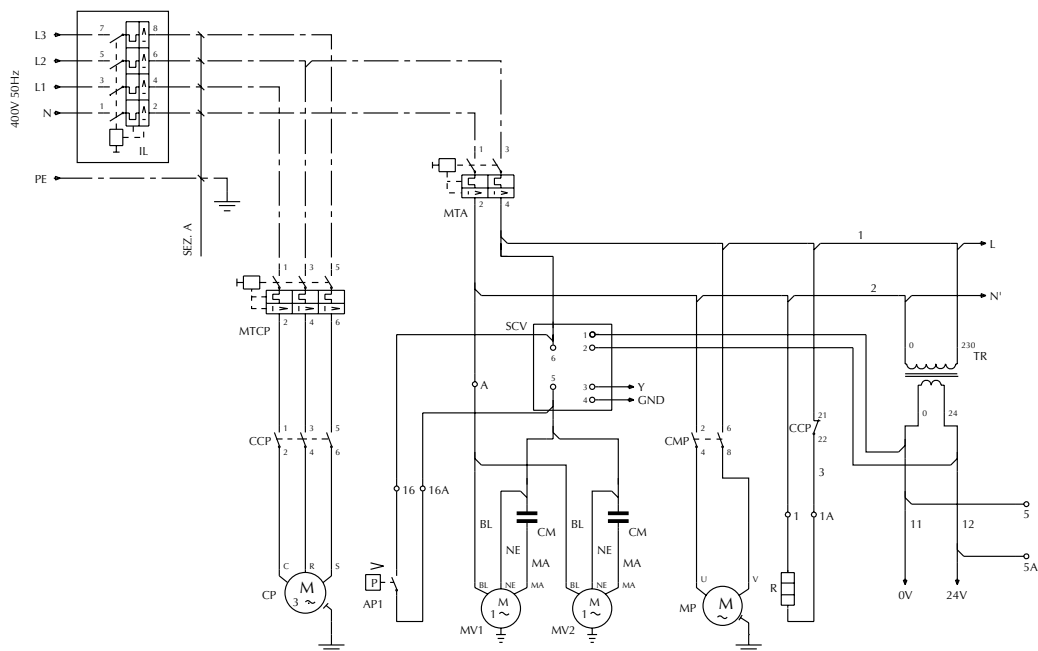 400V 50Hz
L3 7 8
L2 5 6
L1 3 4
N 1 2
IL
PE
SEZ. A
1 3
MTA
2 4
1 L
2 N'
1 3 5
MTCP
2 4 6
SCV
6
1
2
5
3 Y
4 GND
A
0 230 TR
0 24
CCP
1 3 5
2 4 6
CMP
2 6
4 8
CCP
21
22
3
16 16A
1 1A
5
11 12
5A
BL NE CM MA
BL NE CM MA
C R S
CP
M
3 ~
P
AP1
BL NE MA
M
1 ~
MV1
BL NE MA
M
1 ~
MV2
U V
MP
M
~
R
0V 24V